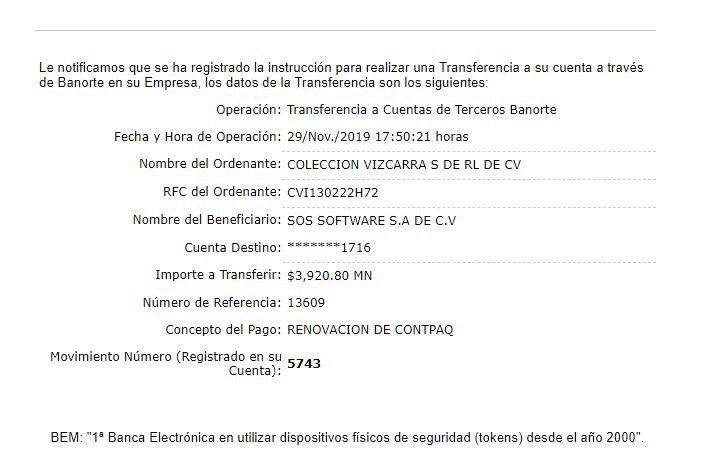 Le notificamos que se ha registrado la instrucción para realizar una Transferencia a su cuenta a través
de Banorte en su Empresa, los datos de la Transferencia son los siguientes:
Operación: Transferencia a Cuentas de Terceros Banorte
Fecha y Hora de Operación: 29/Nov./2019 17:50:21 horas
Nombre del Ordenante: COLECCION VIZCARRA S DE RL DE CV
RFC del Ordenante: CVI130222H72
Nombre del Beneficiario: SOS SOFTWARE S.A DE C.V
Cuenta Destino: *******1716
Importe a Transferir: $3,920.80 MN
Número de Referencia: 13609
Concepto del Pago: RENOVACION DE CONTPAQ
Movimiento Número (Registrado en su
Cuenta): 5743
BEM: "1ª Banca Electrónica en utilizar dispositivos físicos de seguridad (tokens) desde el año 2000".